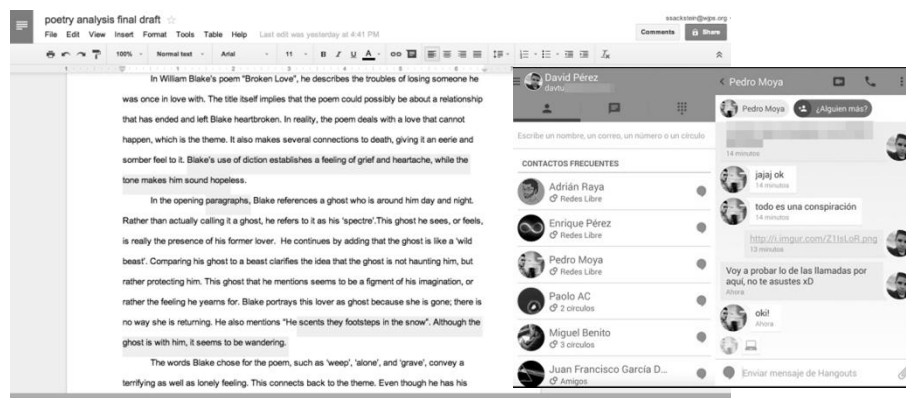 poetry analysis final draft
ssackstein@wjps.org
File Edit View Insert Format Tools Table Help Last edit was yesterday at 4:41 PM
Comments Share
100% Normal text Arial 11 B I U A
In William Blake's poem "Broken Love", he describes the troubles of losing someone he
was once in love with. The title itself implies that the poem could possibly be about a relationship
that has ended and left Blake heartbroken. In reality, the poem deals with a love that cannot
happen, which is the theme. It also makes several connections to death, giving it an eerie and
somber feel to it. Blake's use of diction establishes a feeling of grief and heartache, while the
tone makes him sound hopeless.
In the opening paragraphs, Blake references a ghost who is around him day and night.
Rather than actually calling it a ghost, he refers to it as his 'spectre'.This ghost he sees, or feels,
is really the presence of his former lover. He continues by adding that the ghost is like a 'wild
beast'. Comparing his ghost to a beast clarifies the idea that the ghost is not haunting him, but
rather protecting him. This ghost that he mentions seems to be a figment of his imagination, or
rather the feeling he yearns for. Blake portrays this lover as ghost because she is gone; there is
no way she is returning. He also mentions "He scents they footsteps in the snow". Although the
ghost is with him, it seems to be wandering.
The words Blake chose for the poem, such as 'weep', 'alone', and 'grave', convey a
terrifying as well as lonely feeling. This connects back to the theme. Even though he has his
David Pérez
davtu
Escribe un nombre, un correo, un número o un círculo
CONTACTOS FRECUENTES
Adrián Raya
Redes Libre
Enrique Pérez
Redes Libre
Pedro Moya
Redes Libre
Paolo AC
2 círculos
Miguel Benito
3 círculos
Juan Francisco García D...
Amigos
Pedro Moya
Pedro Moya ¿Alguien más?
14 minutos
jajaj ok
14 minutos
todo es una conspiración
14 minutos
http://i.imgur.com/Z1IsLoR.png
13 minutos
Voy a probar lo de las llamadas por
aquí, no te asustes xD
Ahora
oki!
Ahora
Enviar mensaje de Hangouts